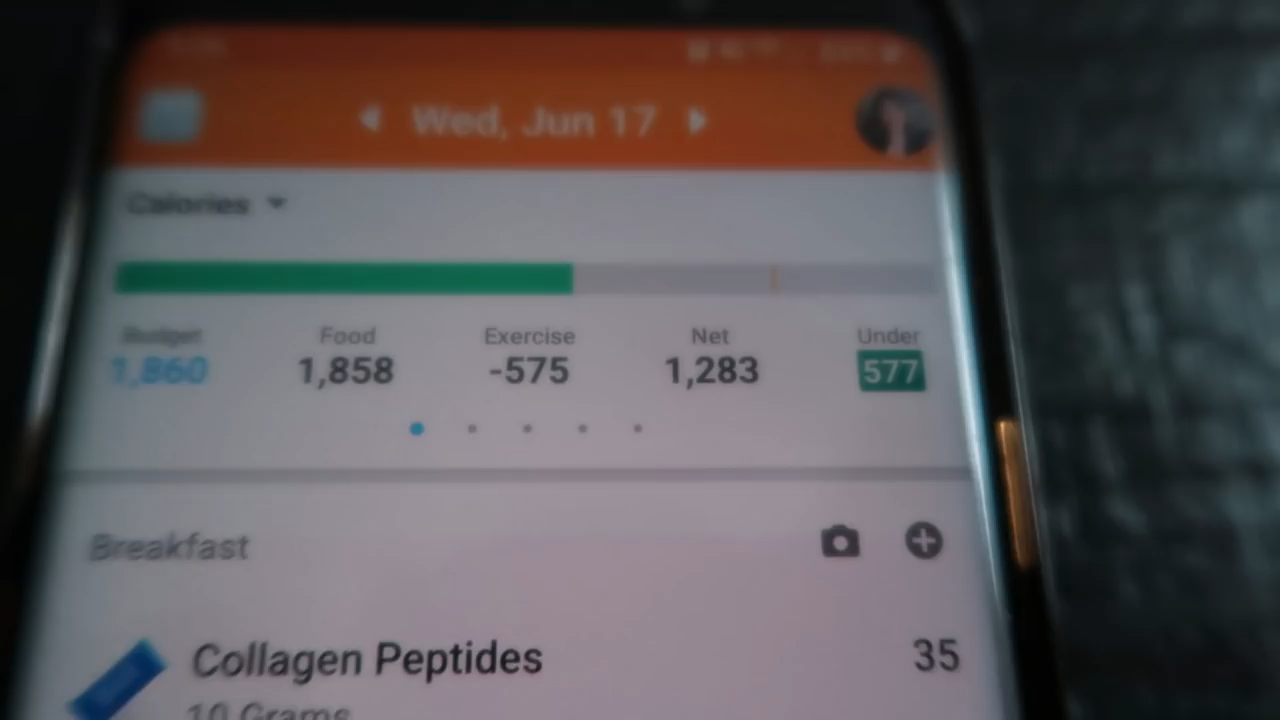 Wed, Jun 17
Calories
Budget Food Exercise Net Under
1,860 1,858 -575 1,283 577
Breakfast
Collagen Peptides 35
10 Grams